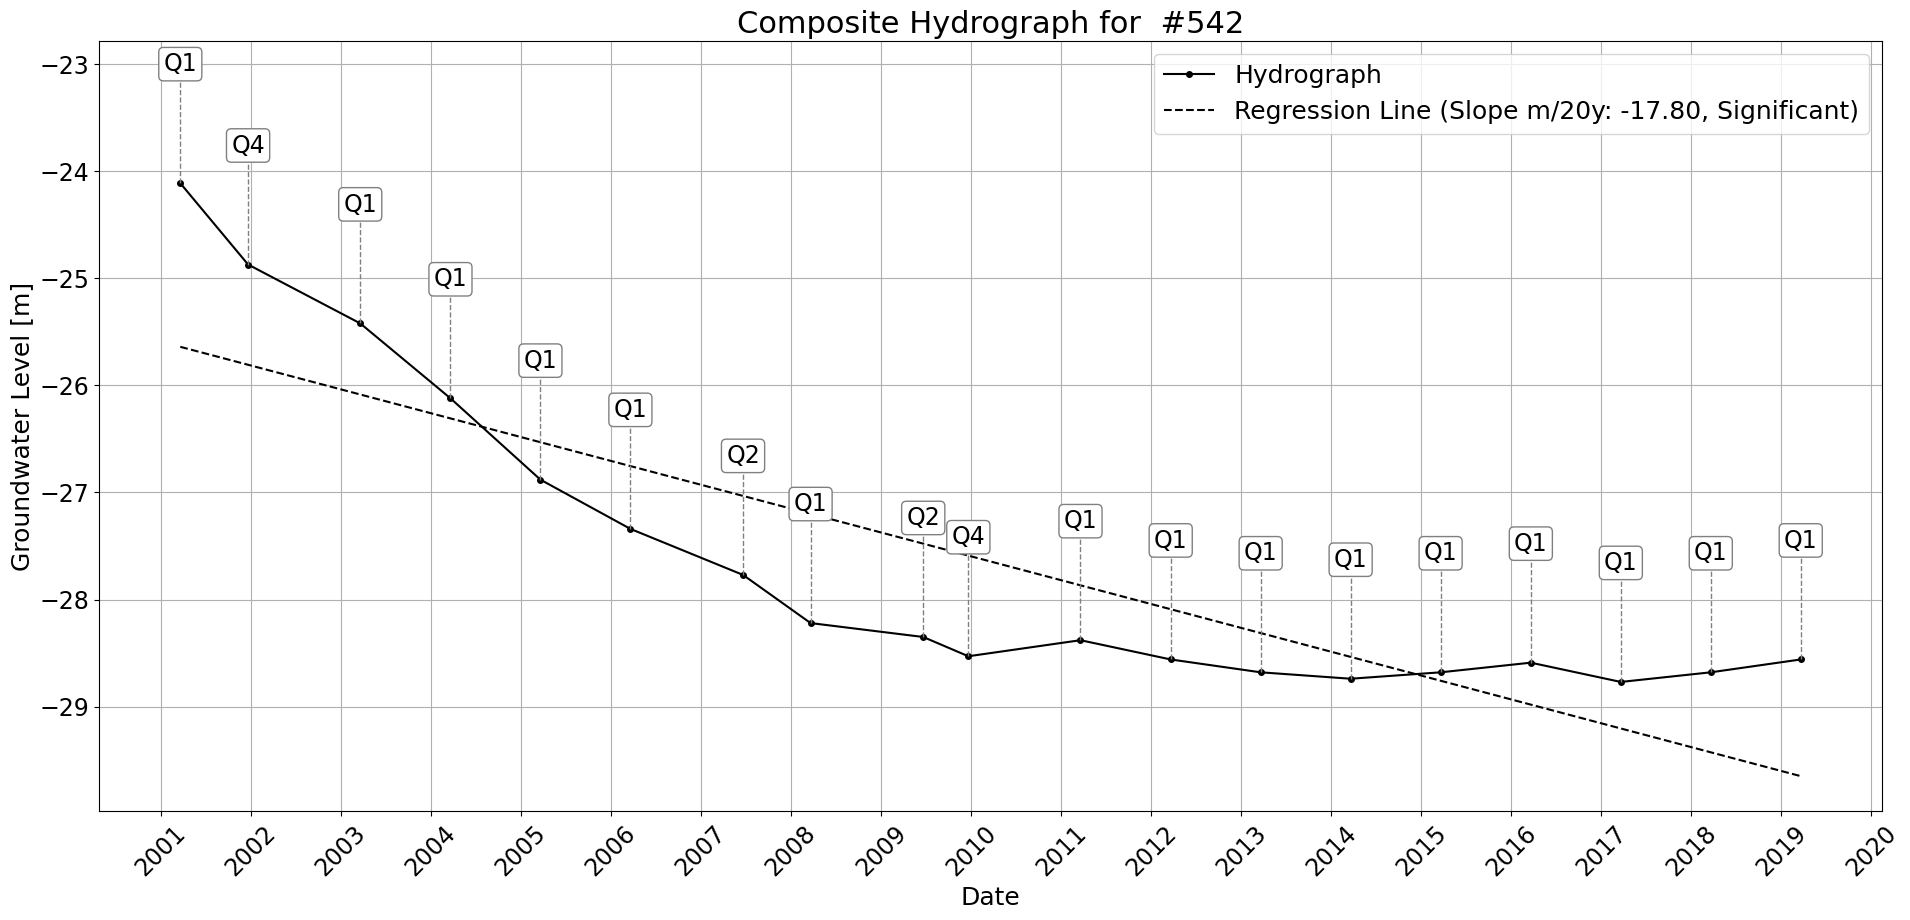 Composite Hydrograph for #542
Hydrograph
Regression Line (Slope m/20y: -17.80, Significant)
Groundwater Level [m]
−23
−24
−25
−26
−27
−28
−29
Q1
Q4
Q1
Q1
Q1
Q1
Q2
Q1
Q2
Q4
Q1
Q1
Q1
Q1
Q1
Q1
Q1
Q1
Q1
2001
2002
2003
2004
2005
2006
2007
2008
2009
2010
2011
2012
2013
2014
2015
2016
2017
2018
2019
2020
Date